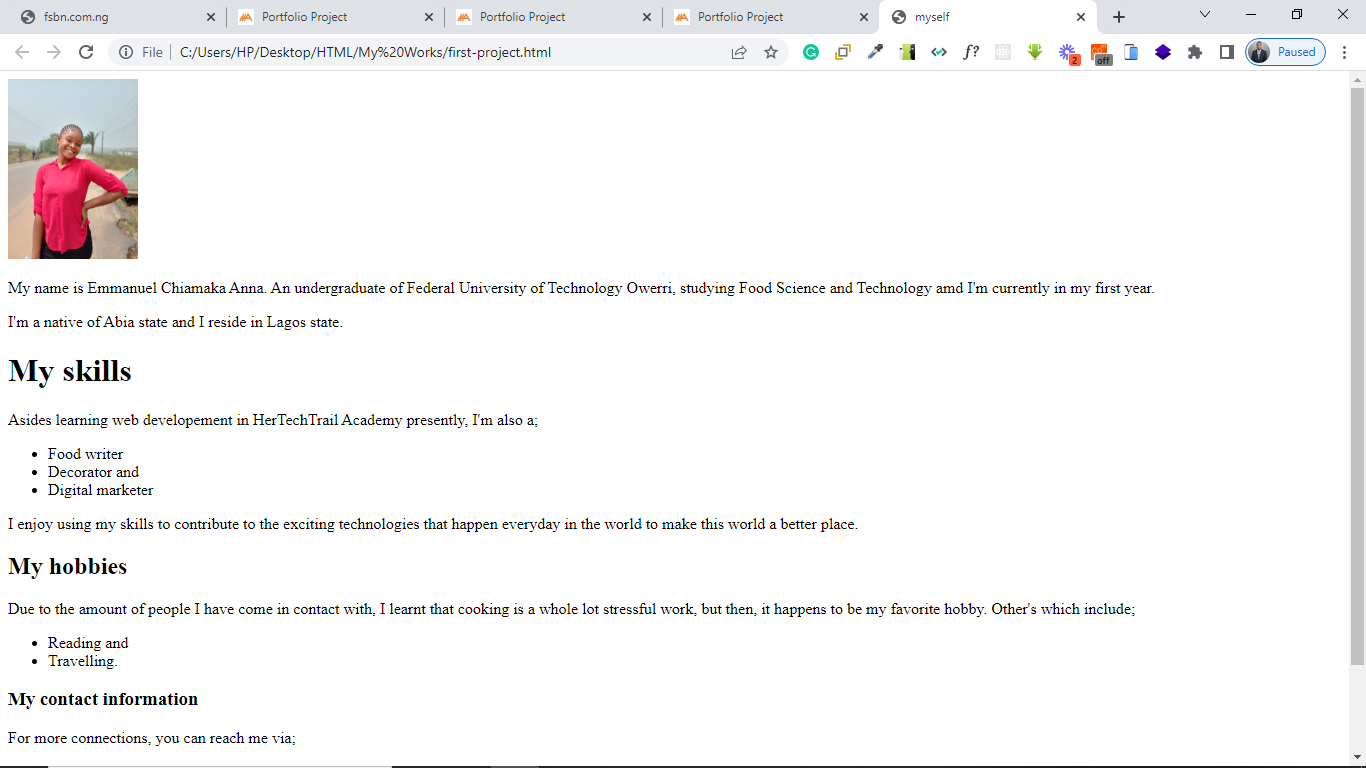 fsbn.com.ng
Portfolio Project
Portfolio Project
Portfolio Project
myself
File
C:/Users/HP/Desktop/HTML/My%20Works/first-project.html
f?
2
off
Paused
My name is Emmanuel Chiamaka Anna. An undergraduate of Federal University of Technology Owerri, studying Food Science and Technology amd I'm currently in my first year.
I'm a native of Abia state and I reside in Lagos state.
My skills
Asides learning web developement in HerTechTrail Academy presently, I'm also a;
• Food writer
• Decorator and
• Digital marketer
I enjoy using my skills to contribute to the exciting technologies that happen everyday in the world to make this world a better place.
My hobbies
Due to the amount of people I have come in contact with, I learnt that cooking is a whole lot stressful work, but then, it happens to be my favorite hobby. Other's which include;
• Reading and
• Travelling.
My contact information
For more connections, you can reach me via;